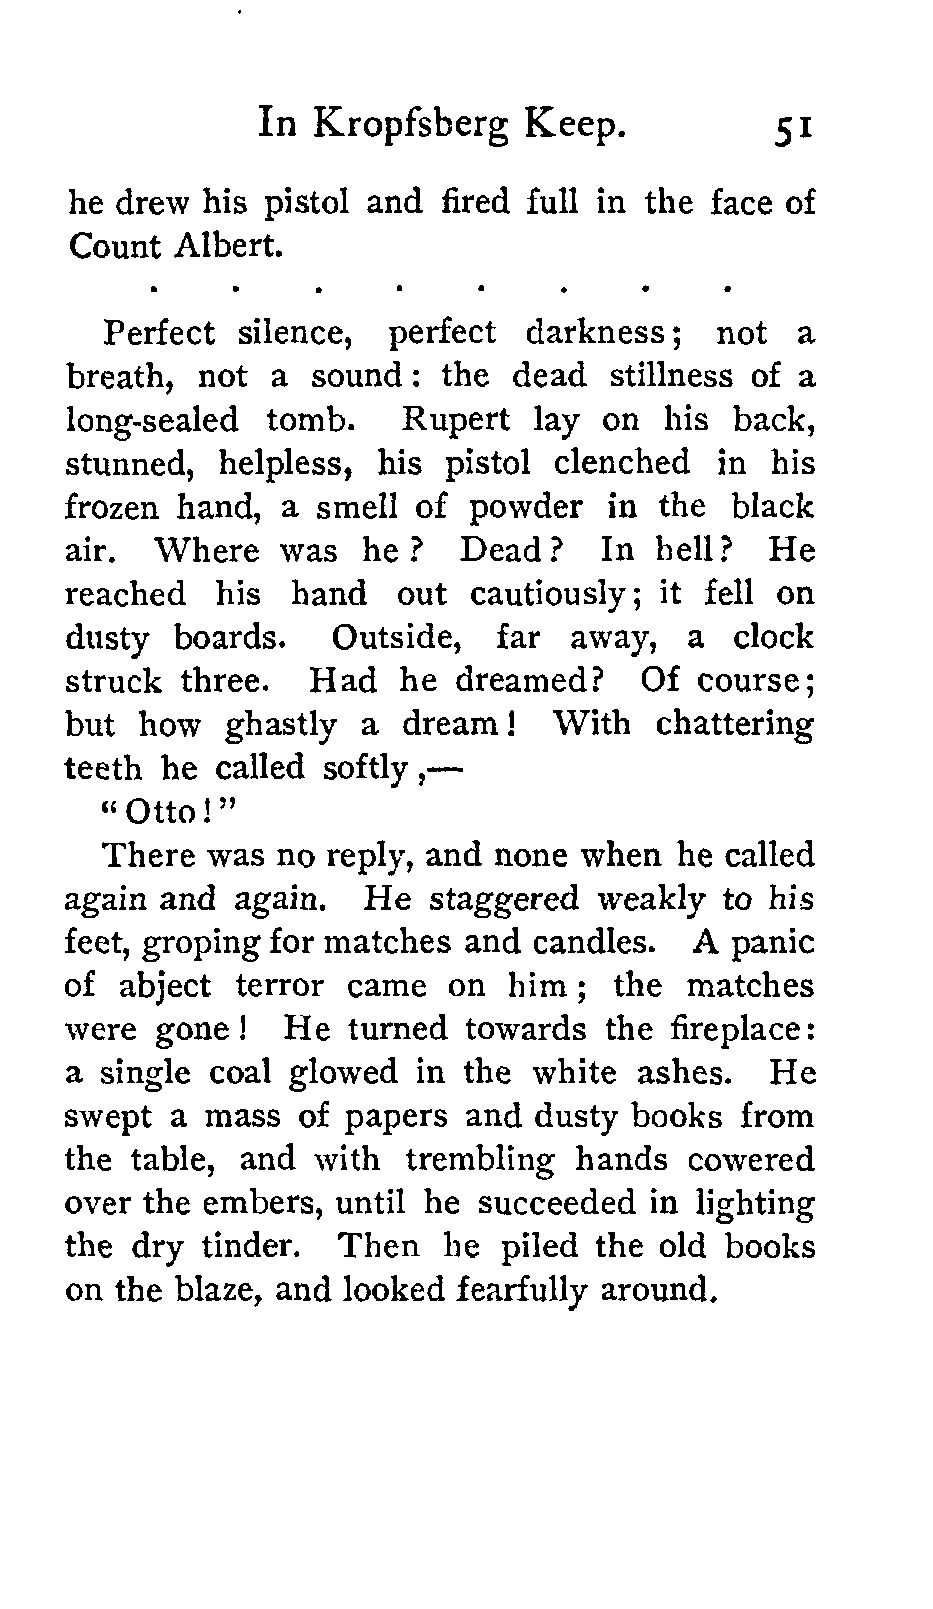 In Kropfsberg Keep. 51
he drew his pistol and fired full in the face of
Count Albert.
. . . . . . . .
Perfect silence, perfect darkness; not a
breath, not a sound: the dead stillness of a
long-sealed tomb. Rupert lay on his back,
stunned, helpless, his pistol clenched in his
frozen hand, a smell of powder in the black
air. Where was he? Dead? In hell? He
reached his hand out cautiously; it fell on
dusty boards. Outside, far away, a clock
struck three. Had he dreamed? Of course;
but how ghastly a dream! With chattering
teeth he called softly,—
"Otto!"
There was no reply, and none when he called
again and again. He staggered weakly to his
feet, groping for matches and candles. A panic
of abject terror came on him; the matches
were gone! He turned towards the fireplace:
a single coal glowed in the white ashes. He
swept a mass of papers and dusty books from
the table, and with trembling hands cowered
over the embers, until he succeeded in lighting
the dry tinder. Then he piled the old books
on the blaze, and looked fearfully around.